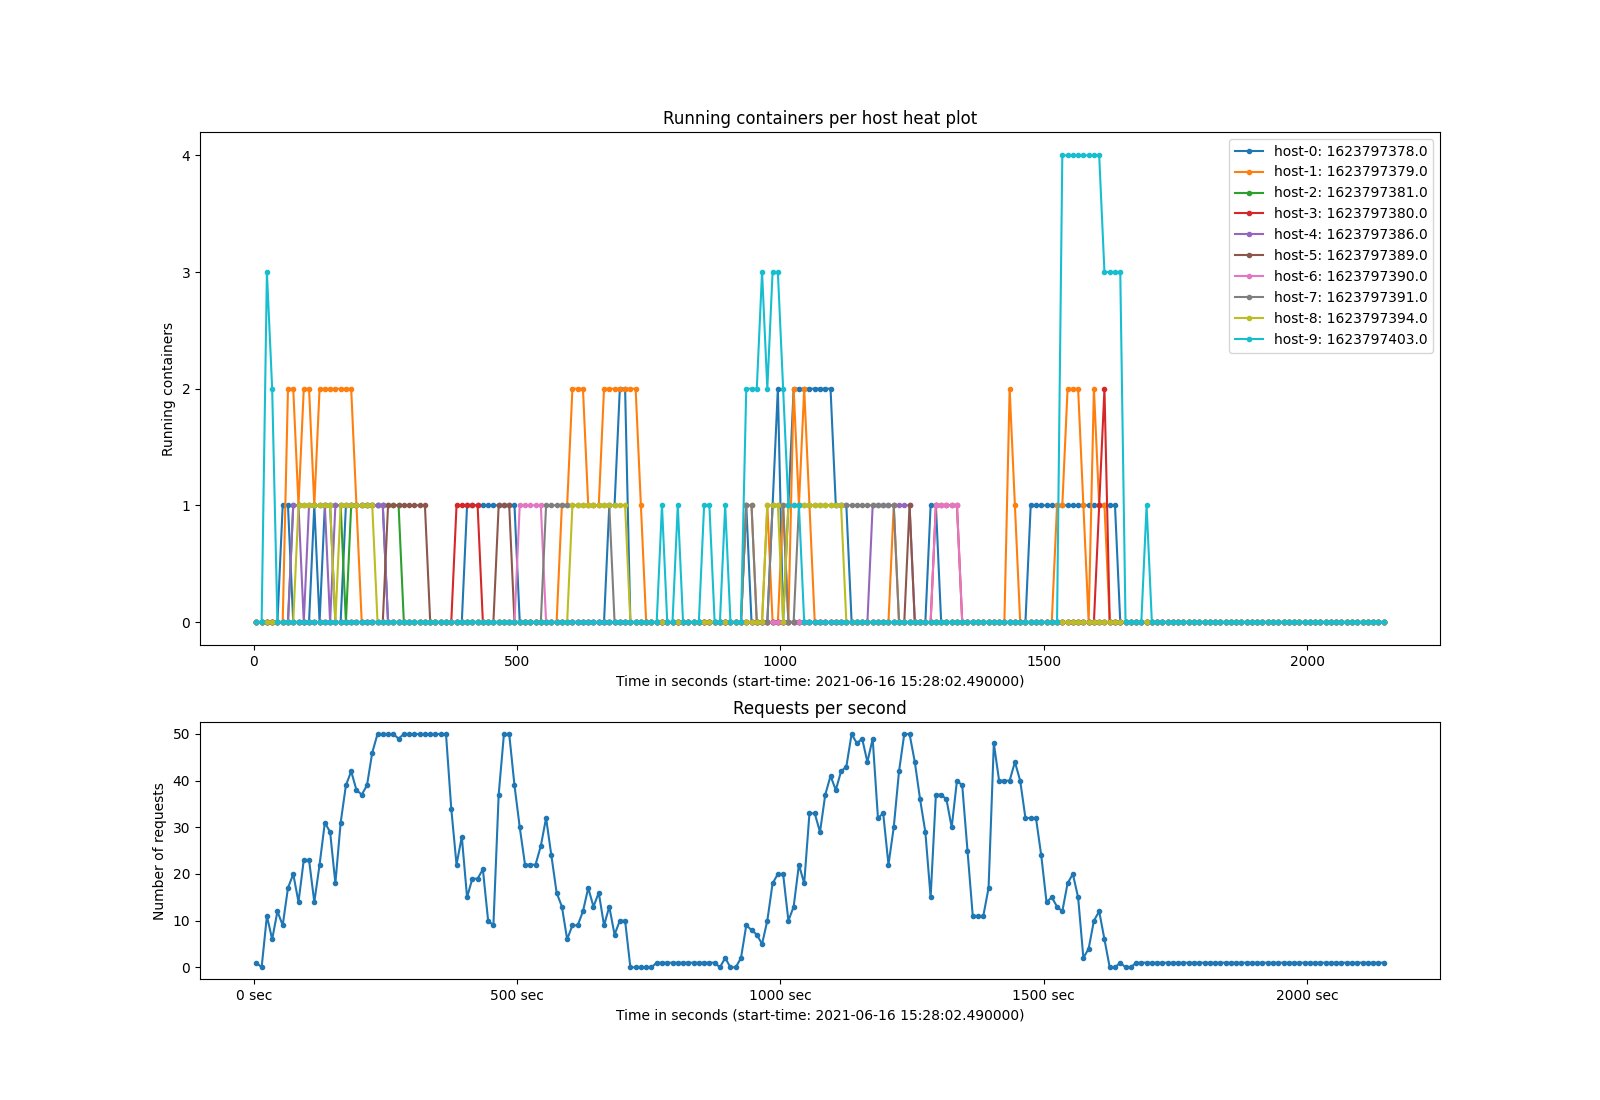 Running containers per host heat plot
Running containers
4
3
2
1
0
host-0: 1623797378.0
host-1: 1623797379.0
host-2: 1623797381.0
host-3: 1623797380.0
host-4: 1623797386.0
host-5: 1623797389.0
host-6: 1623797390.0
host-7: 1623797391.0
host-8: 1623797394.0
host-9: 1623797403.0
0 500 1000 1500 2000
Time in seconds (start-time: 2021-06-16 15:28:02.490000)
Requests per second
Number of requests
50
40
30
20
10
0
0 sec 500 sec 1000 sec 1500 sec 2000 sec
Time in seconds (start-time: 2021-06-16 15:28:02.490000)